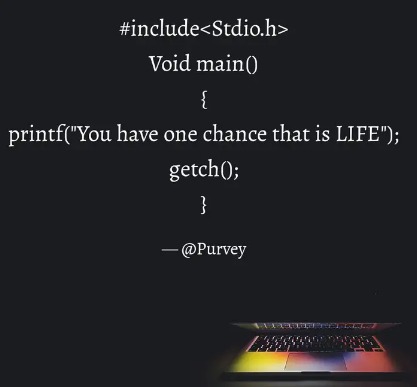 #include<Stdio.h>
Void main()
{
printf("You have one chance that is LIFE");
getch();
}
— @Purvey